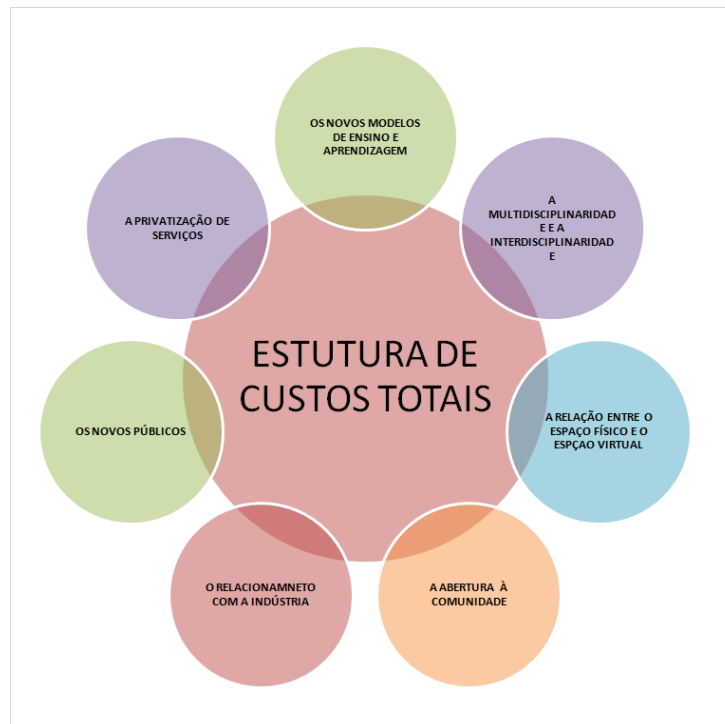 OS NOVOS MODELOS
DE ENSINO E
APRENDIZAGEM
A PRIVATIZAÇÃO DE
SERVIÇOS
A
MULTIDISCIPLINARIDAD
E E A
INTERDISCIPLINARIDAD
E
ESTUTURA DE
CUSTOS TOTAIS
OS NOVOS PÚBLICOS
A RELAÇÃO ENTRE O
ESPAÇO FÍSICO E O
ESPÇAO VIRTUAL
O RELACIONAMNETO
COM A INDÚSTRIA
A ABERTURA À
COMUNIDADE